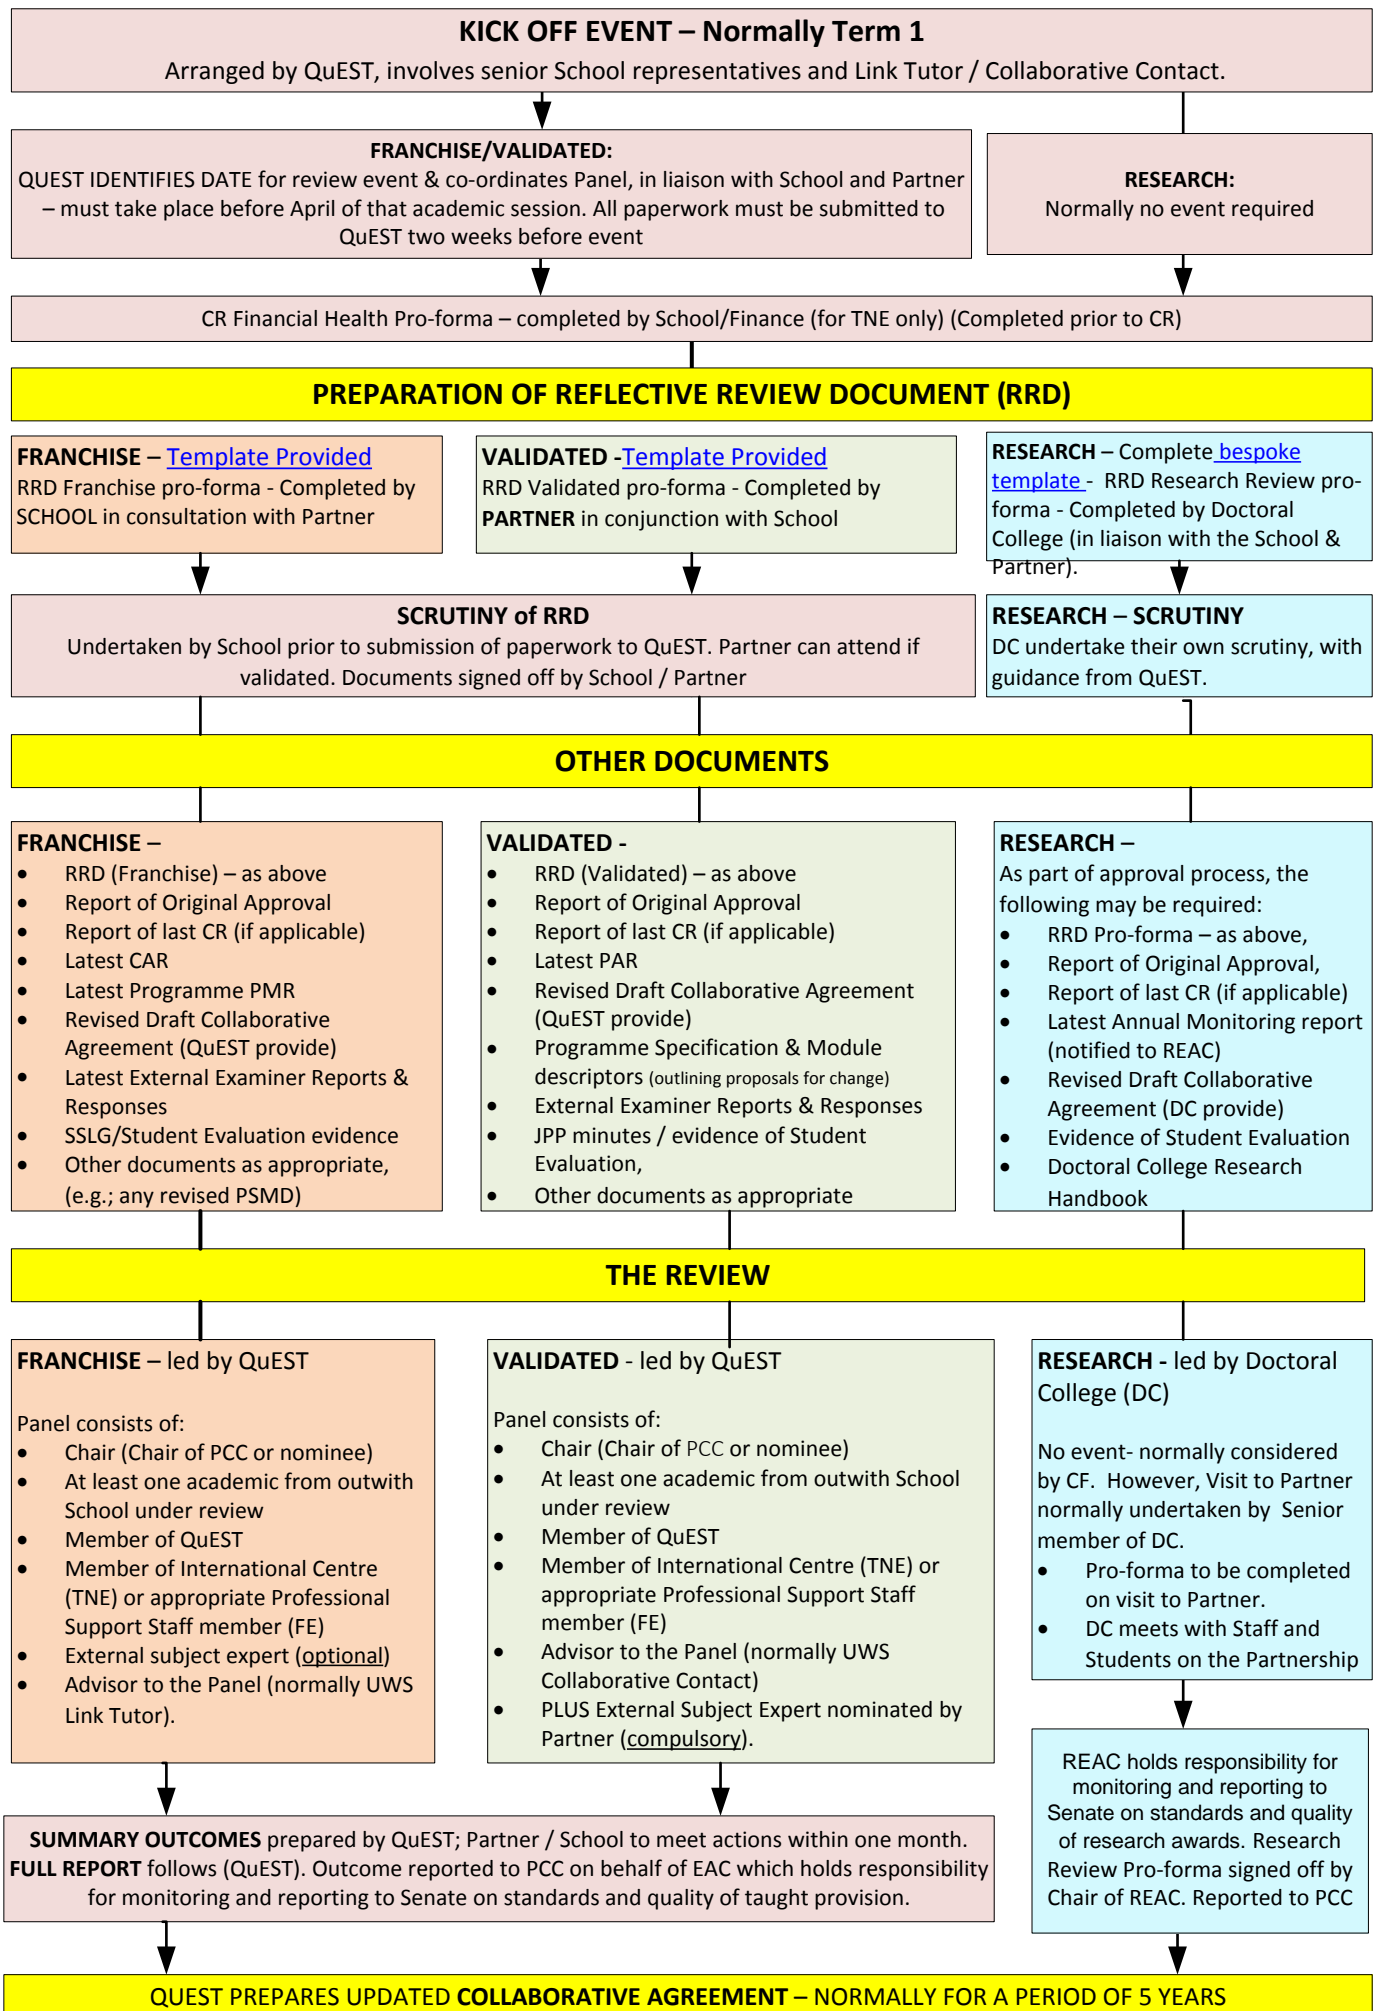 KICK OFF EVENT – Normally Term 1
Arranged by QuEST, involves senior School representatives and Link Tutor / Collaborative Contact.
FRANCHISE/VALIDATED:
QUEST IDENTIFIES DATE for review event & co-ordinates Panel, in liaison with School and Partner
– must take place before April of that academic session. All paperwork must be submitted to
QuEST two weeks before event
RESEARCH:
Normally no event required
CR Financial Health Pro-forma – completed by School/Finance (for TNE only) (Completed prior to CR)
PREPARATION OF REFLECTIVE REVIEW DOCUMENT (RRD)
FRANCHISE – Template Provided
RRD Franchise pro-forma - Completed by
SCHOOL in consultation with Partner
VALIDATED -Template Provided
RRD Validated pro-forma - Completed by
PARTNER in conjunction with School
RESEARCH – Complete bespoke
template - RRD Research Review pro-
forma - Completed by Doctoral
College (in liaison with the School &
Partner).
SCRUTINY of RRD
Undertaken by School prior to submission of paperwork to QuEST. Partner can attend if
validated. Documents signed off by School / Partner
RESEARCH – SCRUTINY
DC undertake their own scrutiny, with
guidance from QuEST.
OTHER DOCUMENTS
FRANCHISE –
• RRD (Franchise) – as above
• Report of Original Approval
• Report of last CR (if applicable)
• Latest CAR
• Latest Programme PMR
• Revised Draft Collaborative
Agreement (QuEST provide)
• Latest External Examiner Reports &
Responses
• SSLG/Student Evaluation evidence
• Other documents as appropriate,
(e.g.; any revised PSMD)
VALIDATED -
• RRD (Validated) – as above
• Report of Original Approval
• Report of last CR (if applicable)
• Latest PAR
• Revised Draft Collaborative Agreement
(QuEST provide)
• Programme Specification & Module
descriptors (outlining proposals for change)
• External Examiner Reports & Responses
• JPP minutes / evidence of Student
Evaluation,
• Other documents as appropriate
RESEARCH –
As part of approval process, the
following may be required:
• RRD Pro-forma – as above,
• Report of Original Approval,
• Report of last CR (if applicable)
• Latest Annual Monitoring report
(notified to REAC)
• Revised Draft Collaborative
Agreement (DC provide)
• Evidence of Student Evaluation
• Doctoral College Research
Handbook
THE REVIEW
FRANCHISE – led by QuEST
Panel consists of:
• Chair (Chair of PCC or nominee)
• At least one academic from outwith
School under review
• Member of QuEST
• Member of International Centre
(TNE) or appropriate Professional
Support Staff member (FE)
• External subject expert (optional)
• Advisor to the Panel (normally UWS
Link Tutor).
VALIDATED - led by QuEST
Panel consists of:
• Chair (Chair of PCC or nominee)
• At least one academic from outwith School
under review
• Member of QuEST
• Member of International Centre (TNE) or
appropriate Professional Support Staff
member (FE)
• Advisor to the Panel (normally UWS
Collaborative Contact)
• PLUS External Subject Expert nominated by
Partner (compulsory).
RESEARCH - led by Doctoral
College (DC)
No event- normally considered
by CF. However, Visit to Partner
normally undertaken by Senior
member of DC.
• Pro-forma to be completed
on visit to Partner.
• DC meets with Staff and
Students on the Partnership
REAC holds responsibility for
monitoring and reporting to
Senate on standards and quality
of research awards. Research
Review Pro-forma signed off by
Chair of REAC. Reported to PCC
SUMMARY OUTCOMES prepared by QuEST; Partner / School to meet actions within one month.
FULL REPORT follows (QuEST). Outcome reported to PCC on behalf of EAC which holds responsibility
for monitoring and reporting to Senate on standards and quality of taught provision.
QUEST PREPARES UPDATED COLLABORATIVE AGREEMENT – NORMALLY FOR A PERIOD OF 5 YEARS